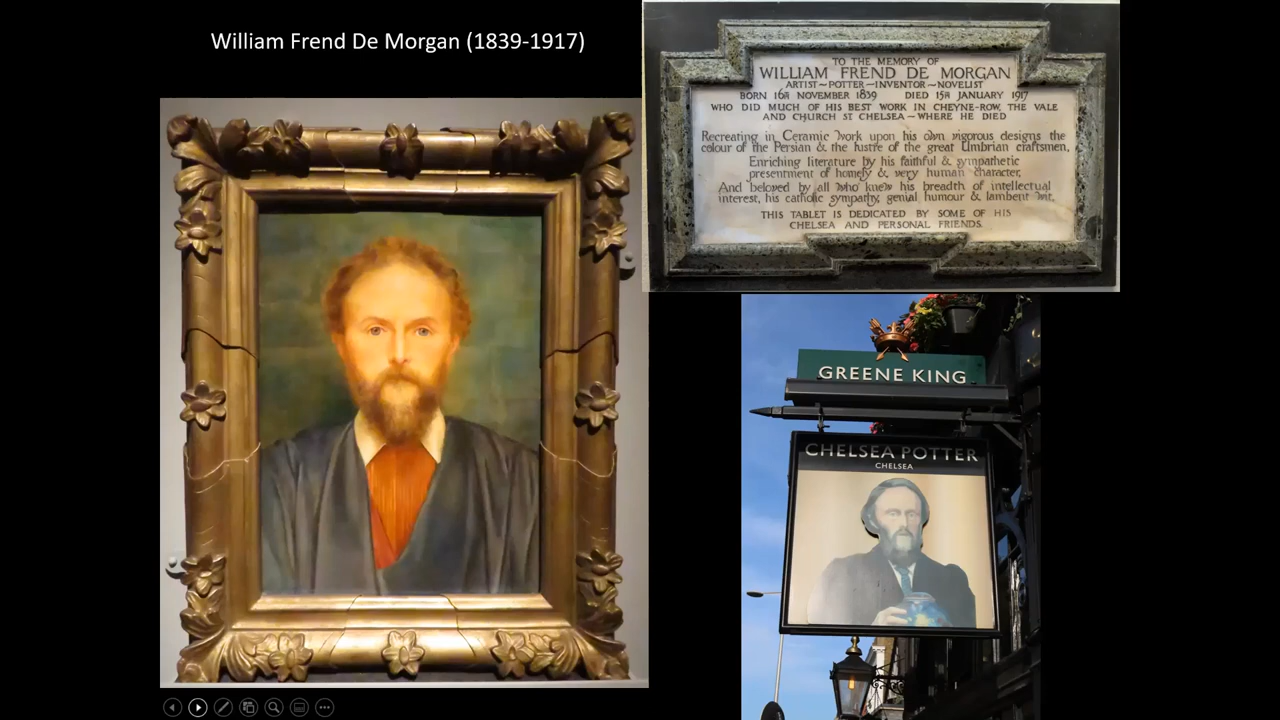 William Frend De Morgan (1839-1917)
TO THE MEMORY OF
WILLIAM FREND DE MORGAN
ARTIST~POTTER~INVENTOR~NOVELIST
BORN 16TH NOVEMBER 1839 DIED 15TH JANUARY 1917
WHO DID MUCH OF HIS BEST WORK IN CHEYNE-ROW, THE VALE
AND CHURCH ST CHELSEA—WHERE HE DIED
Recreating in Ceramic Work upon his own vigorous designs the
colour of the Persian & the lustre of the great Umbrian craftsmen,
Enriching literature by his faithful & sympathetic
presentment of homely & very human character,
And beloved by all who knew his breadth of intellectual
interest, his catholic sympathy, genial humour & lambent wit,
THIS TABLET IS DEDICATED BY SOME OF HIS
CHELSEA AND PERSONAL FRIENDS.
GREENE KING
CHELSEA POTTER
CHELSEA